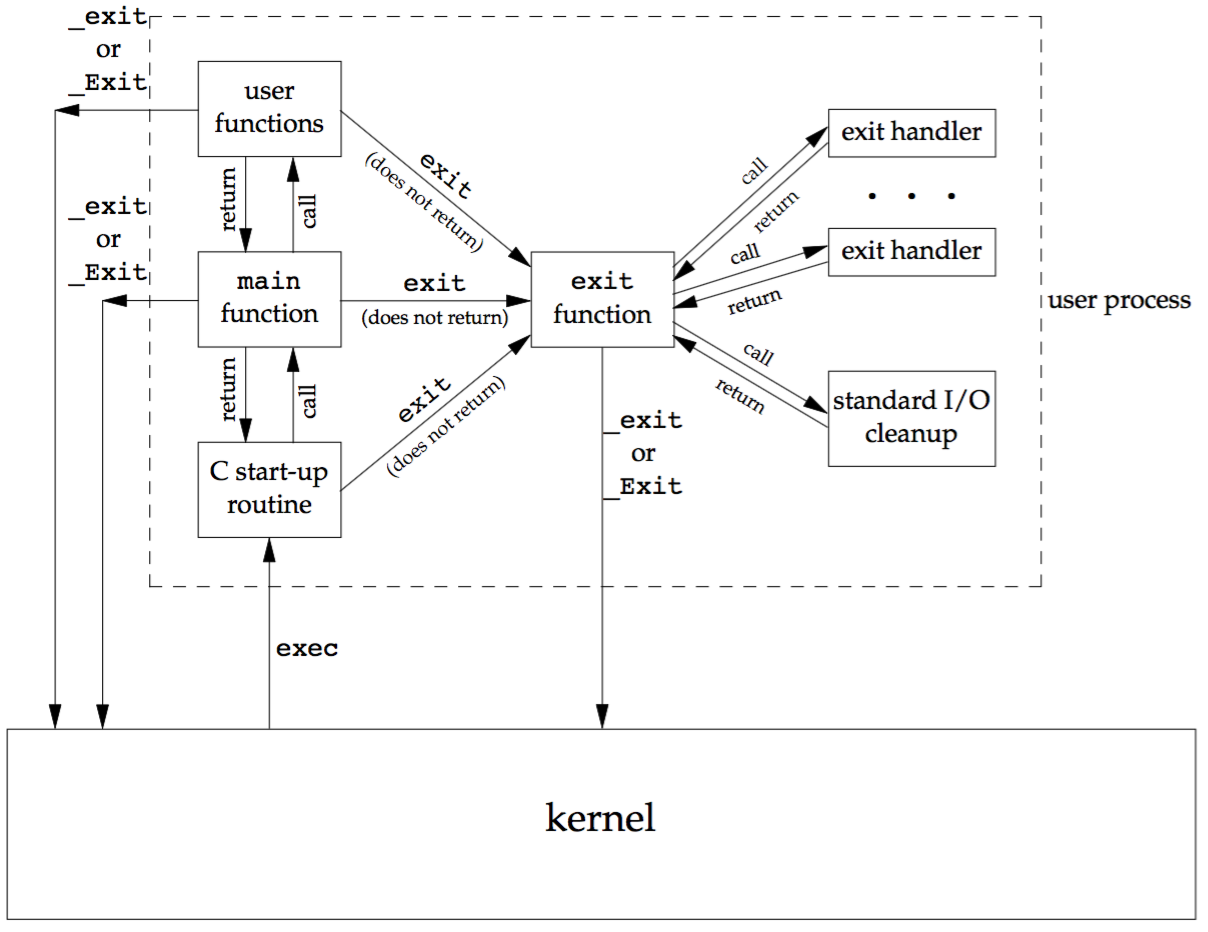 _exit
or
_Exit
user
functions
exit
(does not return)
return
call
_exit
or
_Exit
main
function
exit
(does not return)
return
call
C start-up
routine
exit
(does not return)
exec
exit
function
call
return
exit handler
. . .
call
return
exit handler
call
return
standard I/O
cleanup
user process
_exit
or
_Exit
kernel